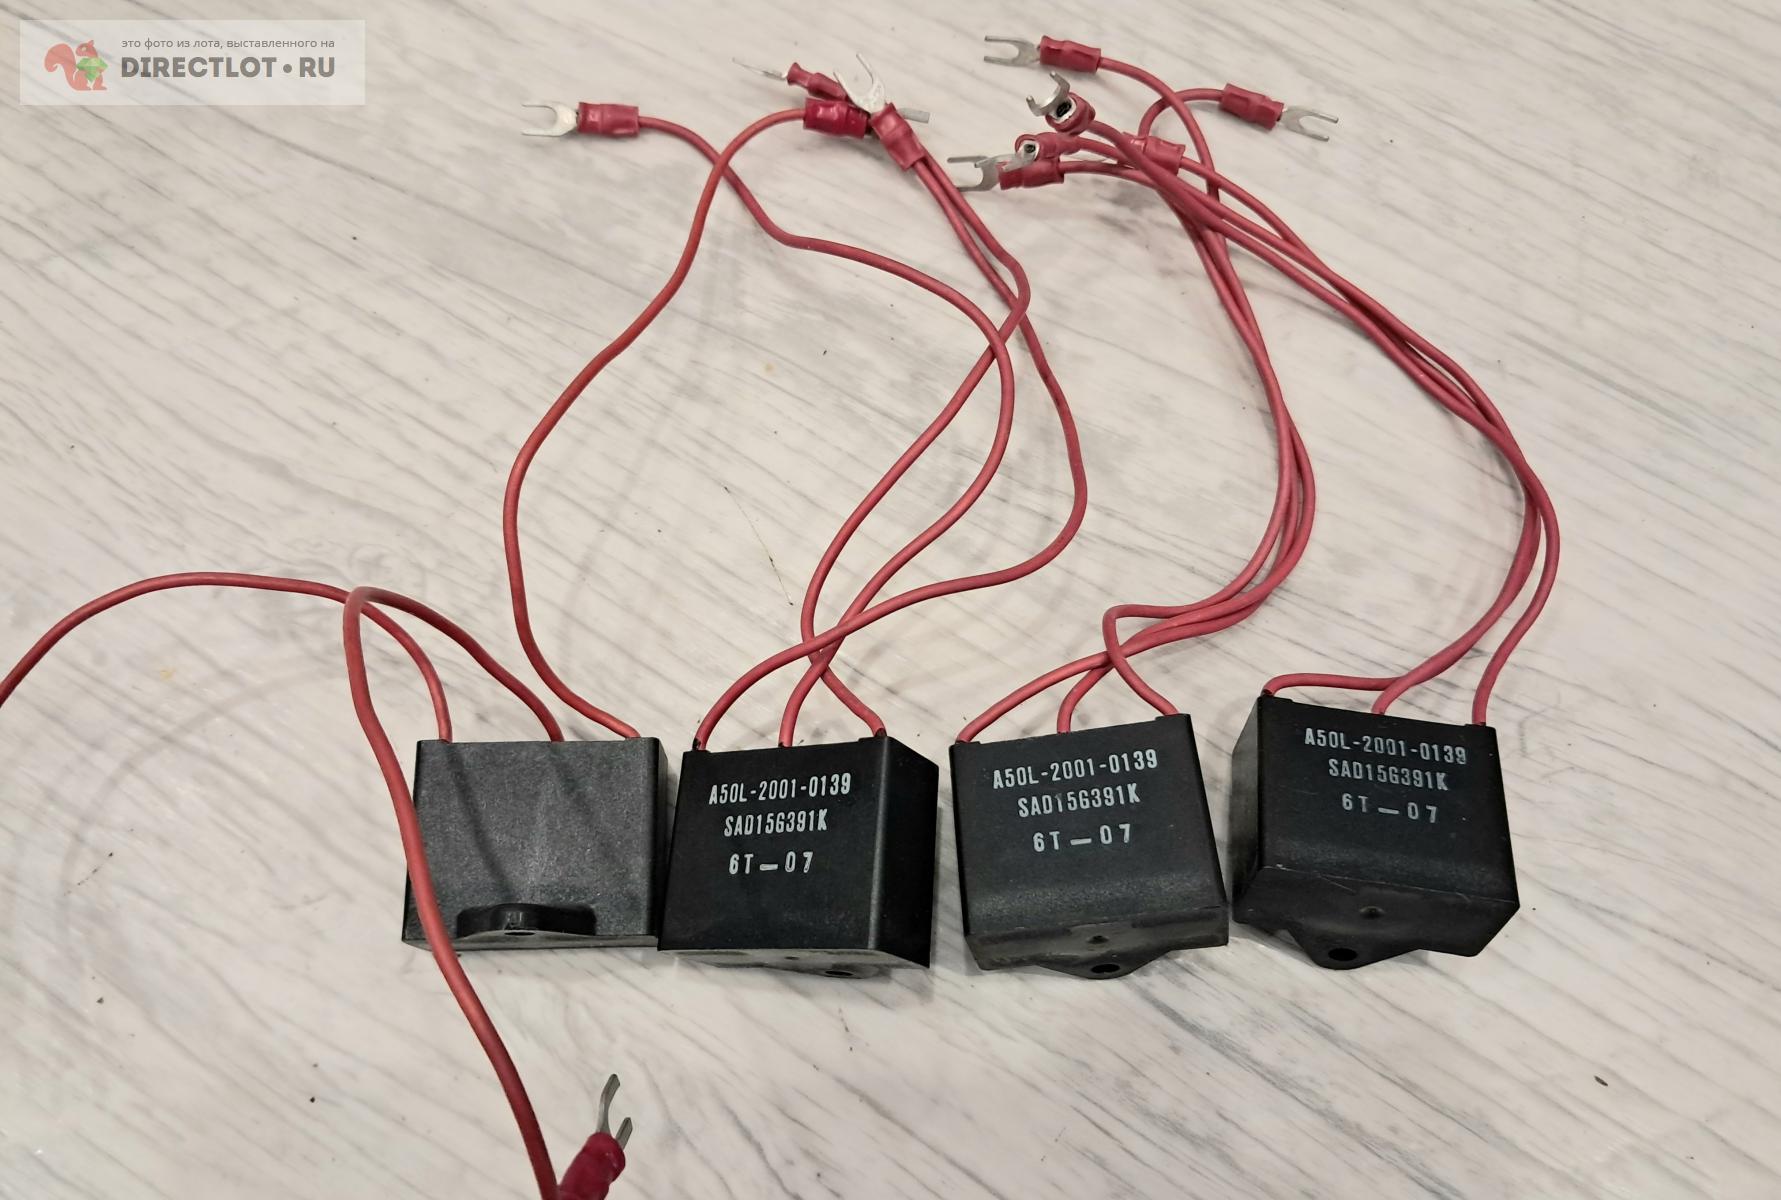 это фото из лота, выставленного на
DIRECTLOT•RU
A50L-2001-0139
SAD15G391K
6T—07
A50L-2001-0139
SAD15G391K
6T—07
A50L-2001-0139
SAD15G391K
6T—07